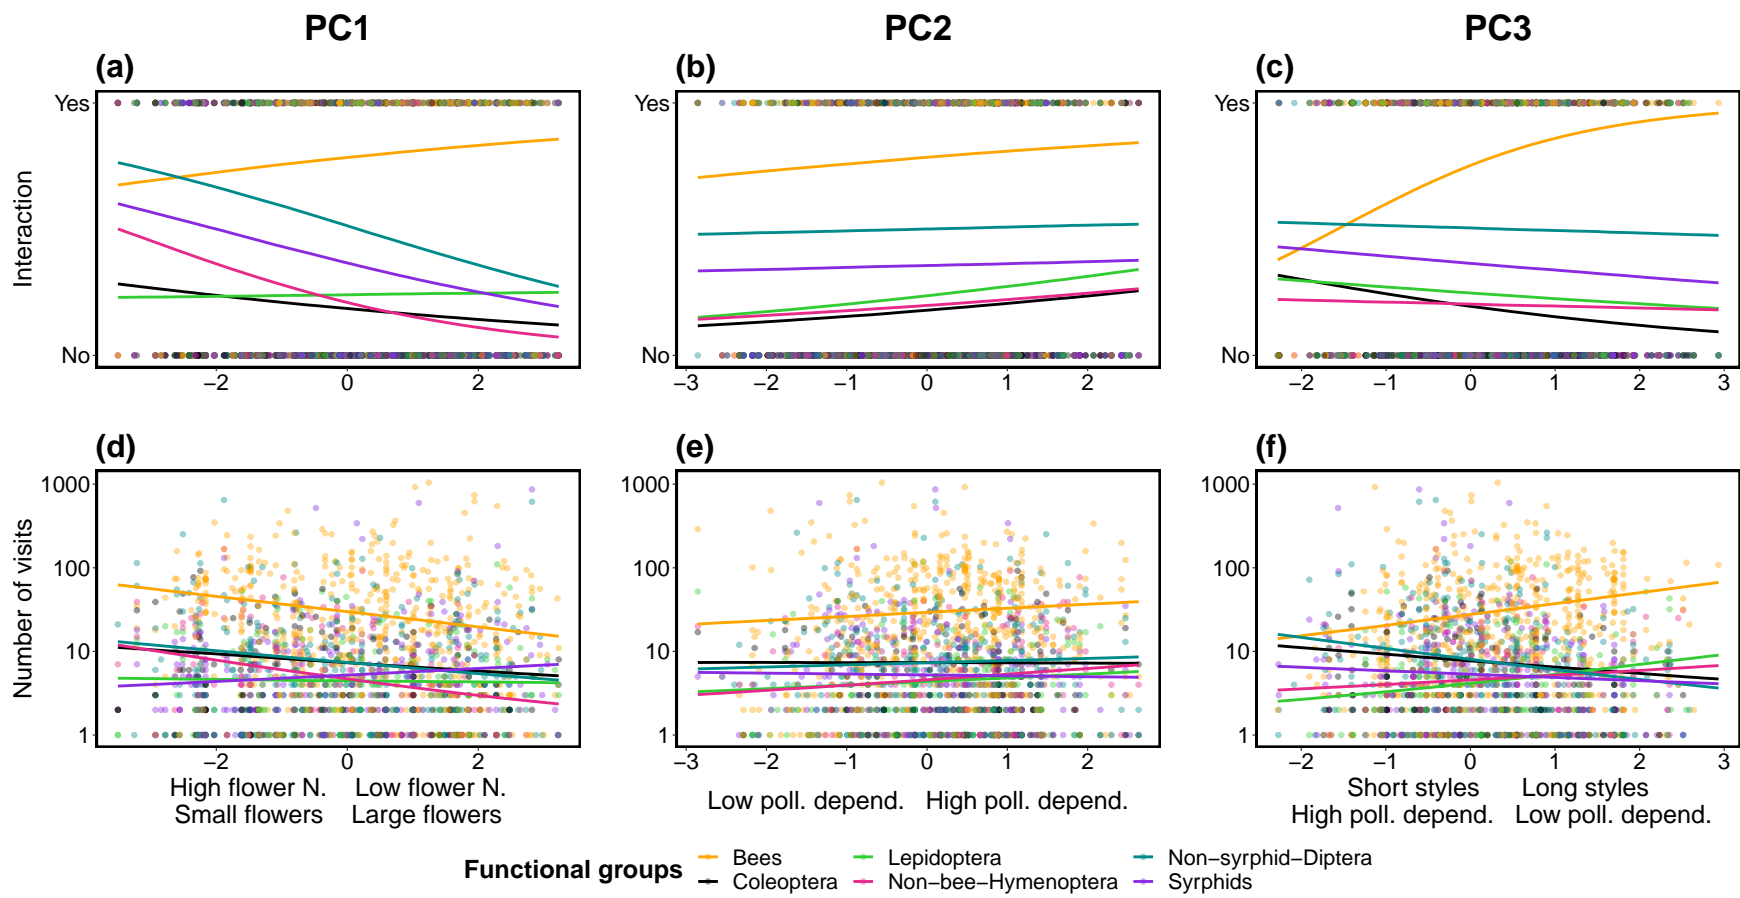 PC1 PC2 PC3
(a) (b) (c)
Interaction
Yes
No
−2 0 2
Yes
No
−3 −2 −1 0 1 2
Yes
No
−2 −1 0 1 2 3
(d) (e) (f)
Number of visits
1000
100
10
1
−2 0 2
High flower N. Low flower N.
Small flowers Large flowers
1000
100
10
1
−3 −2 −1 0 1 2
Low poll. depend. High poll. depend.
1000
100
10
1
−2 −1 0 1 2 3
Short styles Long styles
High poll. depend. Low poll. depend.
Functional groups
Bees Lepidoptera Non−syrphid−Diptera
Coleoptera Non−bee−Hymenoptera Syrphids